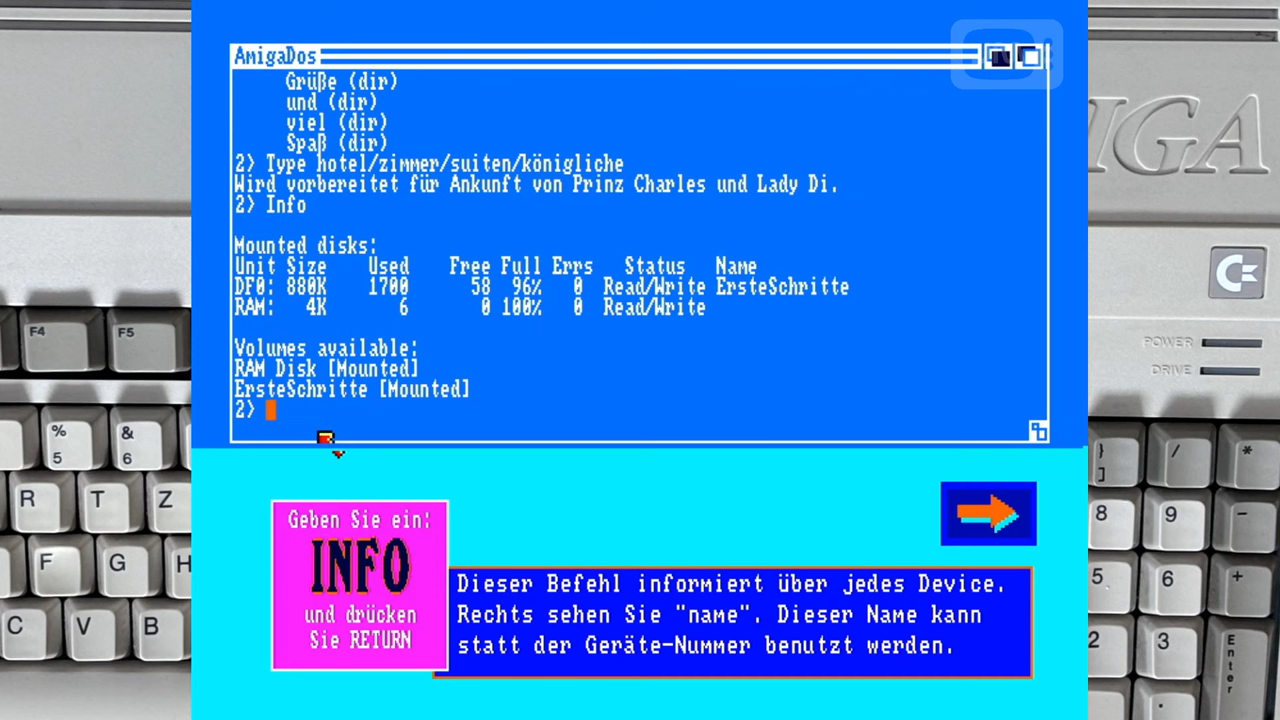 AmigaDos
Grüße (dir)
und (dir)
viel (dir)
Spaß (dir)
2> Type hotel/zimmer/suiten/königliche
Wird vorbereitet für Ankunft von Prinz Charles und Lady Di.
2> Info
Mounted disks:
Unit Size Used Free Full Errs Status Name
DF0: 880K 1700 58 96% 0 Read/Write ErsteSchritte
RAM: 4K 6 0 100% 0 Read/Write
Volumes available:
RAM Disk [Mounted]
ErsteSchritte [Mounted]
2>
Geben Sie ein:
INFO
und drücken
Sie RETURN
Dieser Befehl informiert über jedes Device.
Rechts sehen Sie "name". Dieser Name kann
statt der Geräte-Nummer benutzt werden.
F4 F5
% 5 & 6
R T Z
F G H
C V B
IGA
POWER
DRIVE
} ] / *
8 9 -
5 6 +
2 3 Enter
.